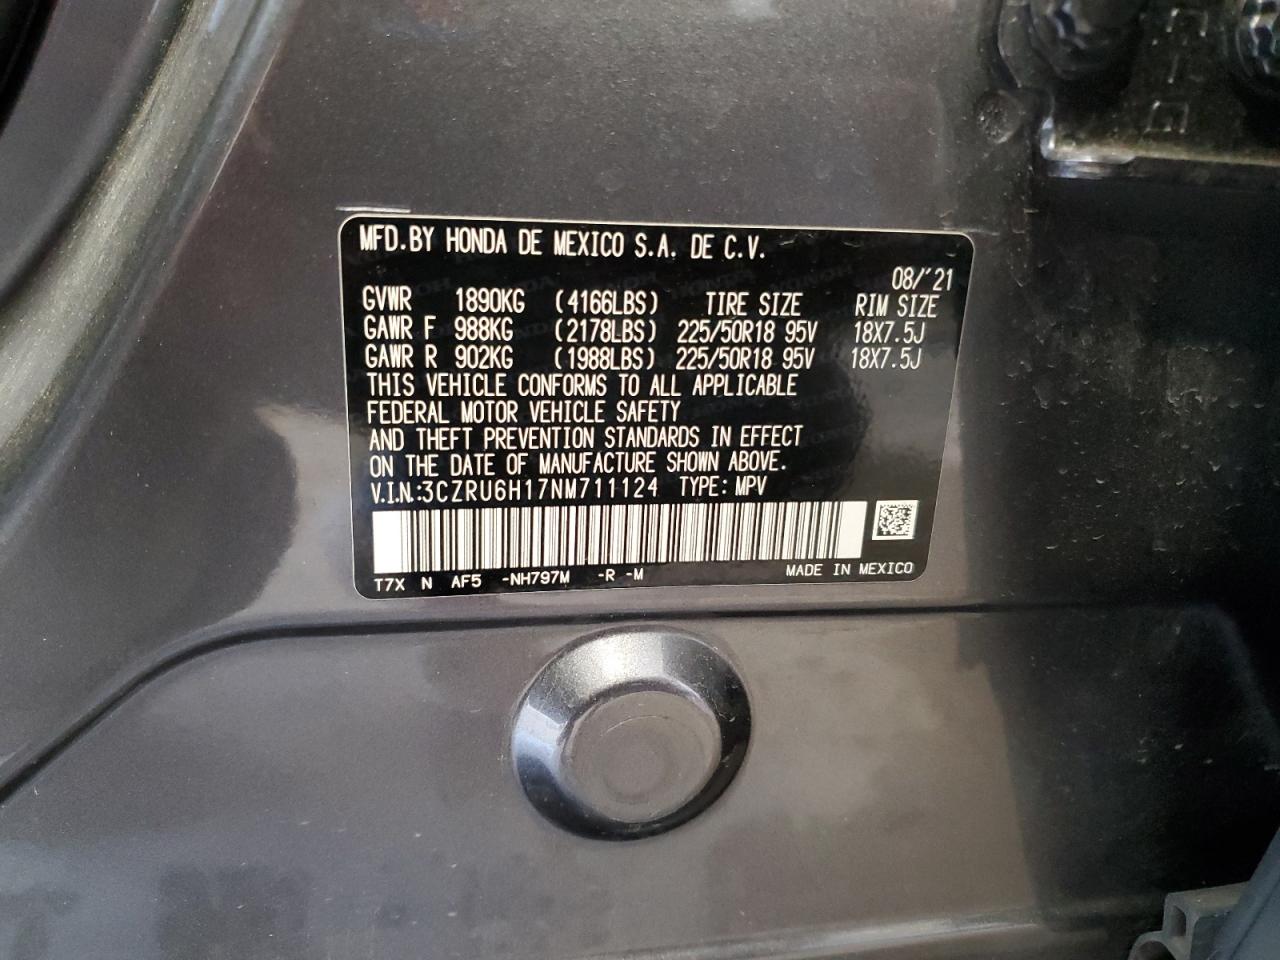 MFD.BY HONDA DE MEXICO S.A. DE C.V.
08/'21
GVWR 1890KG (4166LBS) TIRE SIZE RIM SIZE
GAWR F 988KG (2178LBS) 225/50R18 95V 18X7.5J
GAWR R 902KG (1988LBS) 225/50R18 95V 18X7.5J
THIS VEHICLE CONFORMS TO ALL APPLICABLE
FEDERAL MOTOR VEHICLE SAFETY
AND THEFT PREVENTION STANDARDS IN EFFECT
ON THE DATE OF MANUFACTURE SHOWN ABOVE.
V.I.N.:3CZRU6H17NM711124 TYPE: MPV
T7X N AF5 -NH797M -R -M MADE IN MEXICO